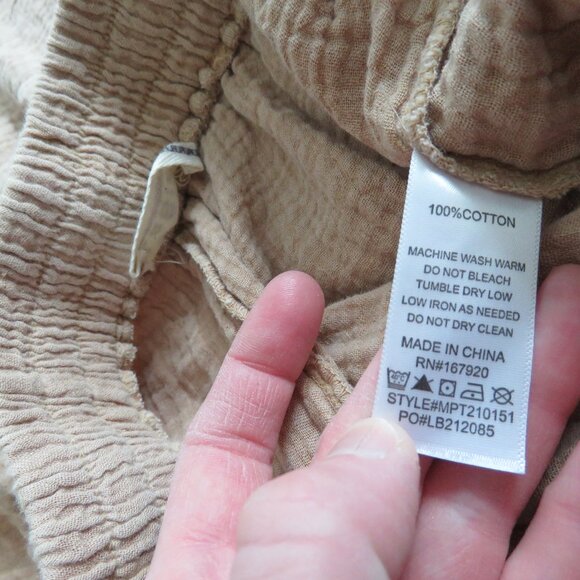 100%COTTON
MACHINE WASH WARM
DO NOT BLEACH
TUMBLE DRY LOW
LOW IRON AS NEEDED
DO NOT DRY CLEAN
MADE IN CHINA
RN#167920
STYLE#MPT210151
PO#LB212085